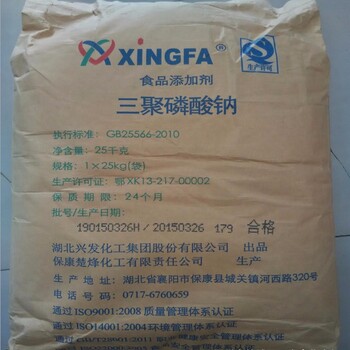 XINGFA®
生产许可
食品添加剂
三聚磷酸钠
执行标准：GB25566-2010
净含量：25千克
规格：1×25kg(袋)
生产许可证：鄂XK13-217-00002
保质期限：24个月
批号/生产日期：
190150326H/20150326 179 合格
湖北兴发化工集团股份有限公司 出品
保康楚烽化工有限责任公司 生产
地址：湖北省襄阳市保康县城关镇河西路320号
电话号码：0717-6760659
通过ISO9001:2008质量管理体系认证
通过ISO14001:2004环境管理体系认证